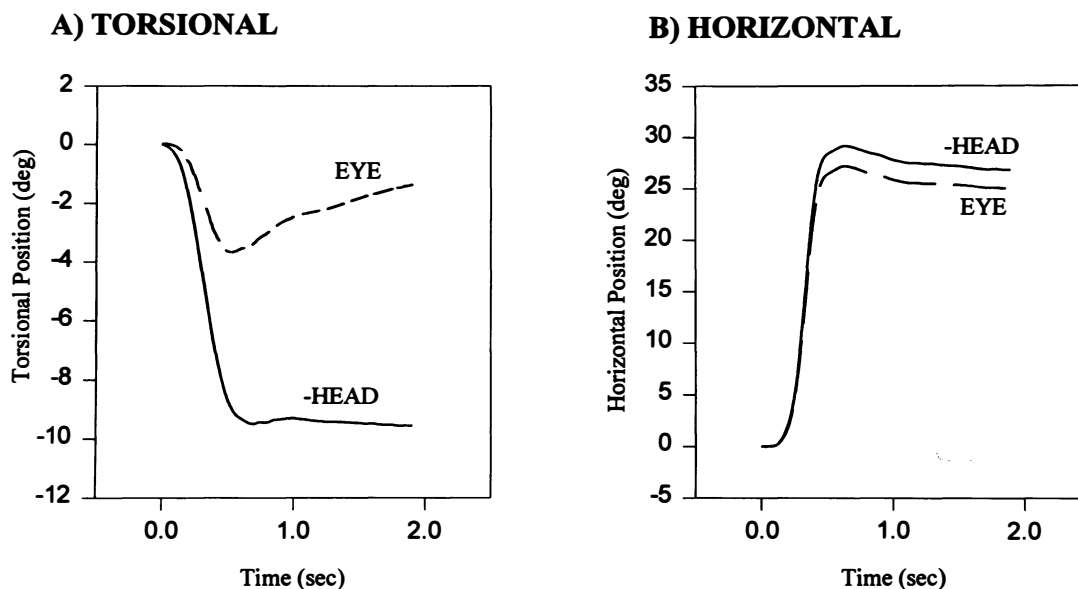 A) TORSIONAL
2
0
-2
-4
-6
-8
-10
-12
Torsional Position (deg)
EYE
-HEAD
0.0 1.0 2.0
Time (sec)
B) HORIZONTAL
35
30
25
20
15
10
5
0
-5
Horizontal Position (deg)
-HEAD
EYE
0.0 1.0 2.0
Time (sec)